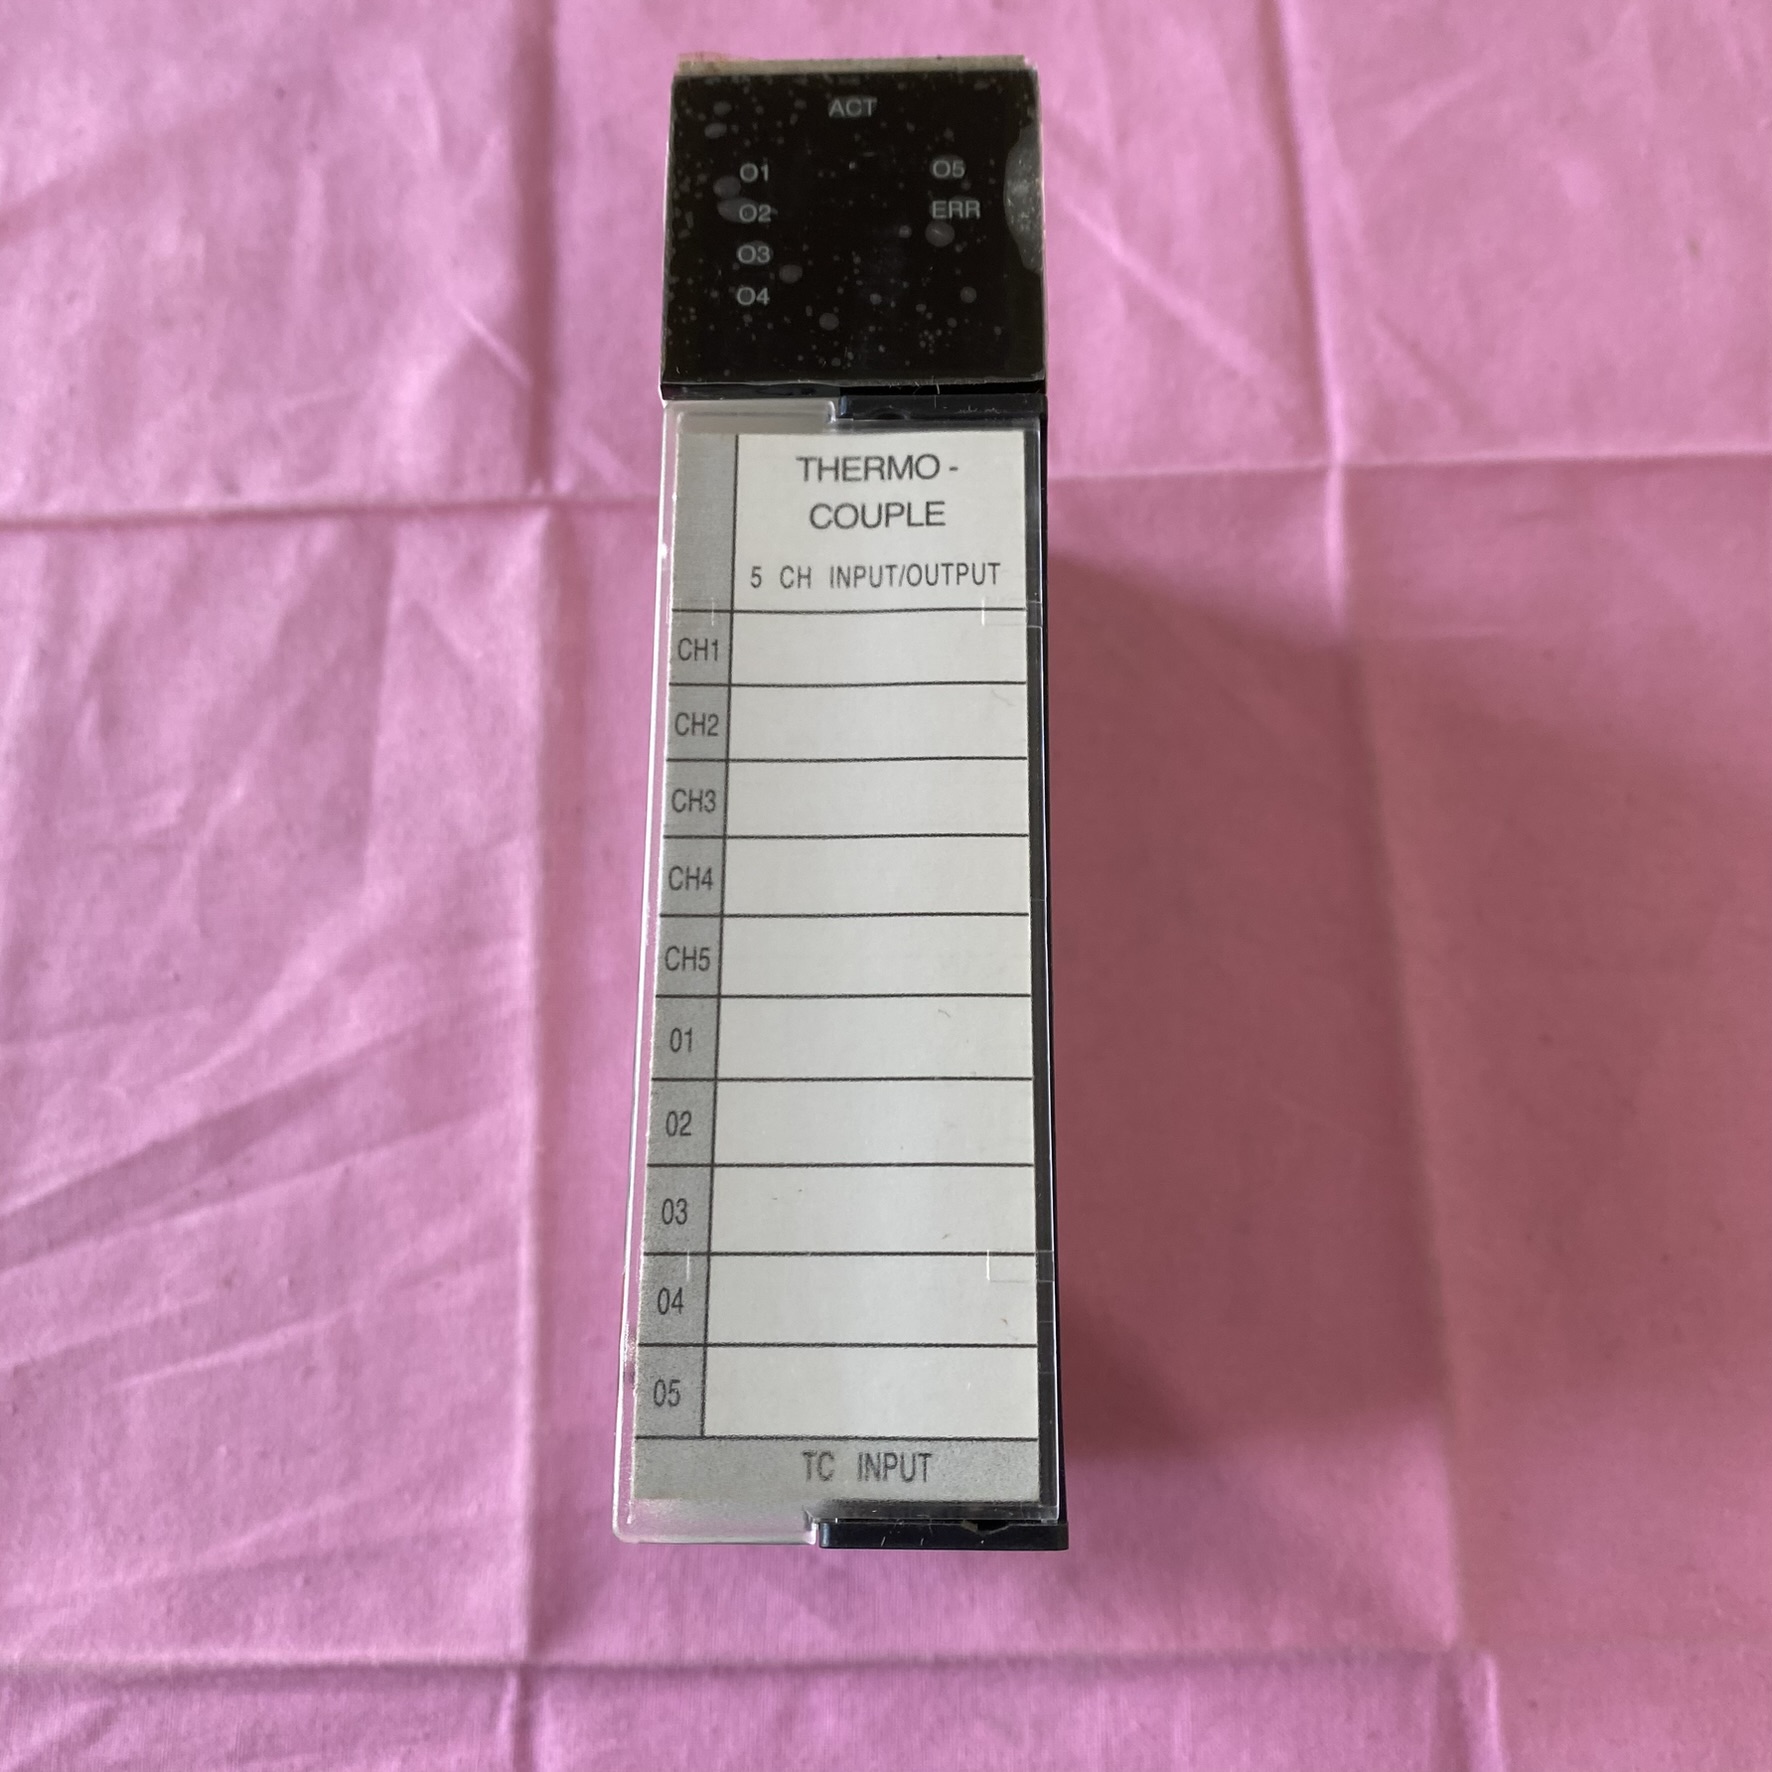 ACT
O1 O5
O2 ERR
O3
O4
THERMO -
COUPLE
5 CH INPUT/OUTPUT
CH1
CH2
CH3
CH4
CH5
01
02
03
04
05
TC INPUT